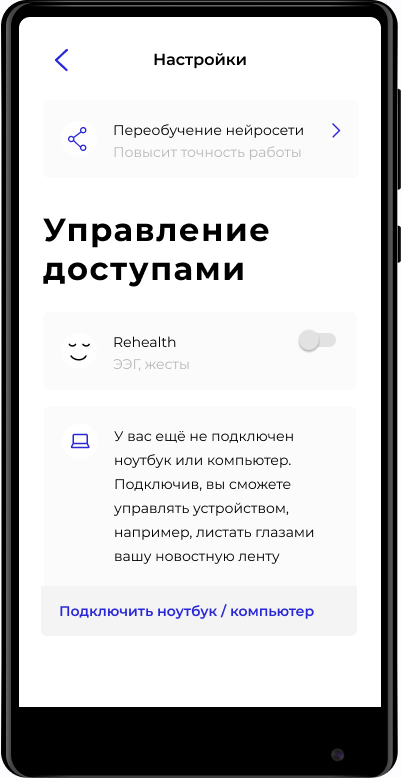 Настройки
Переобучение нейросети
Повысит точность работы
Управление
доступами
Rehealth
ЭЭГ, жесты
У вас ещё не подключен
ноутбук или компьютер.
Подключив, вы сможете
управлять устройством,
например, листать глазами
вашу новостную ленту
Подключить ноутбук / компьютер